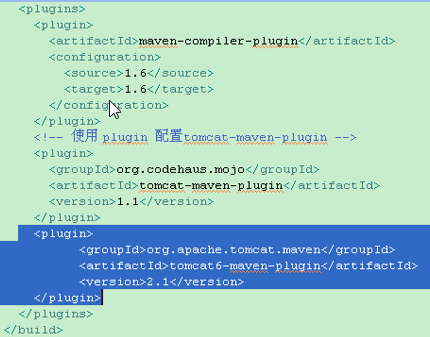 <plugins>
<plugin>
<artifactId>maven-compiler-plugin</artifactId>
<configuration>
<source>1.6</source>
<target>1.6</target>
</configuration>
</plugin>
<!-- 使用 plugin 配置tomcat-maven-plugin -->
<plugin>
<groupId>org.codehaus.mojo</groupId>
<artifactId>tomcat-maven-plugin</artifactId>
<version>1.1</version>
</plugin>
<plugin>
<groupId>org.apache.tomcat.maven</groupId>
<artifactId>tomcat6-maven-plugin</artifactId>
<version>2.1</version>
</plugin>
</plugins>
</build>